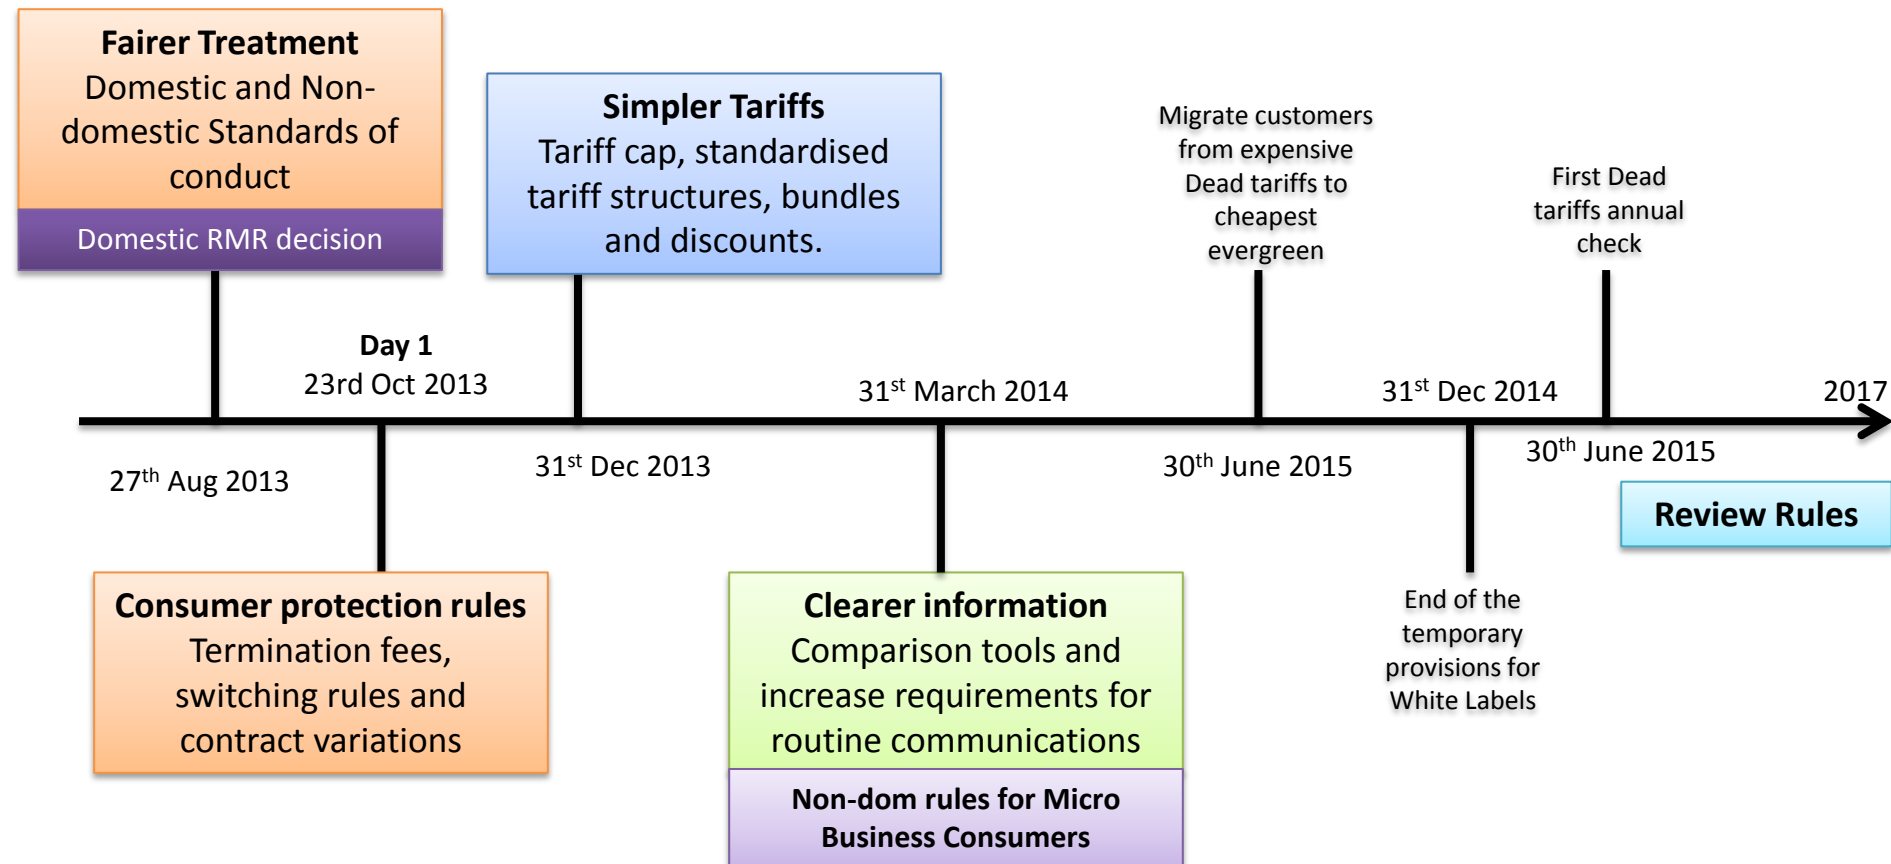 Fairer Treatment
Domestic and Non-
domestic Standards of
conduct
Domestic RMR decision
Simpler Tariffs
Tariff cap, standardised
tariff structures, bundles
and discounts.
Migrate customers
from expensive
Dead tariffs to
cheapest
evergreen
First Dead
tariffs annual
check
Day 1
23rd Oct 2013
31st March 2014
31st Dec 2014
2017
27th Aug 2013
31st Dec 2013
30th June 2015
30th June 2015
Review Rules
Consumer protection rules
Termination fees,
switching rules and
contract variations
Clearer information
Comparison tools and
increase requirements for
routine communications
Non-dom rules for Micro
Business Consumers
End of the
temporary
provisions for
White Labels